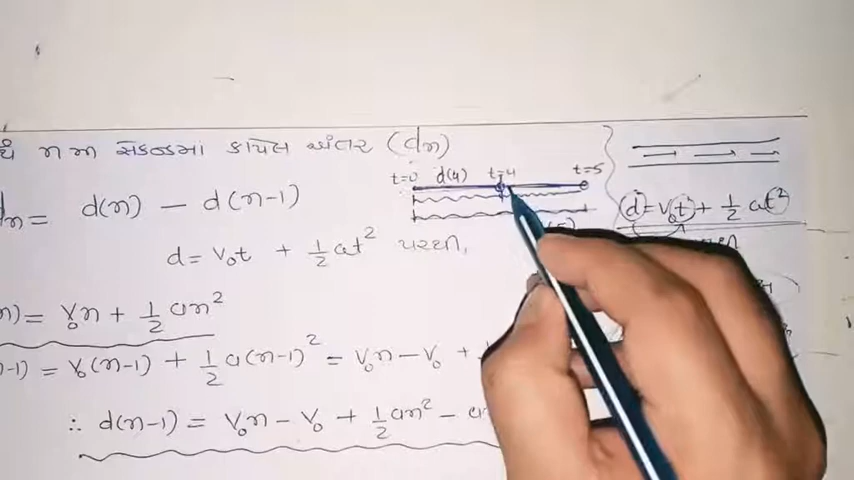 નમા સેકન્ડમાં કાપેલ અંતર (dn)
t=0 d(4) t=4 t=5
dn = d(n) - d(n-1)
d = V₀t + ½at²
d = V₀t + ½at² પરથી,
n) = V₀n + ½an²
n-1) = V₀(n-1) + ½a(n-1)² = V₀n - V₀ +
∴ d(n-1) = V₀n - V₀ + ½an² - a